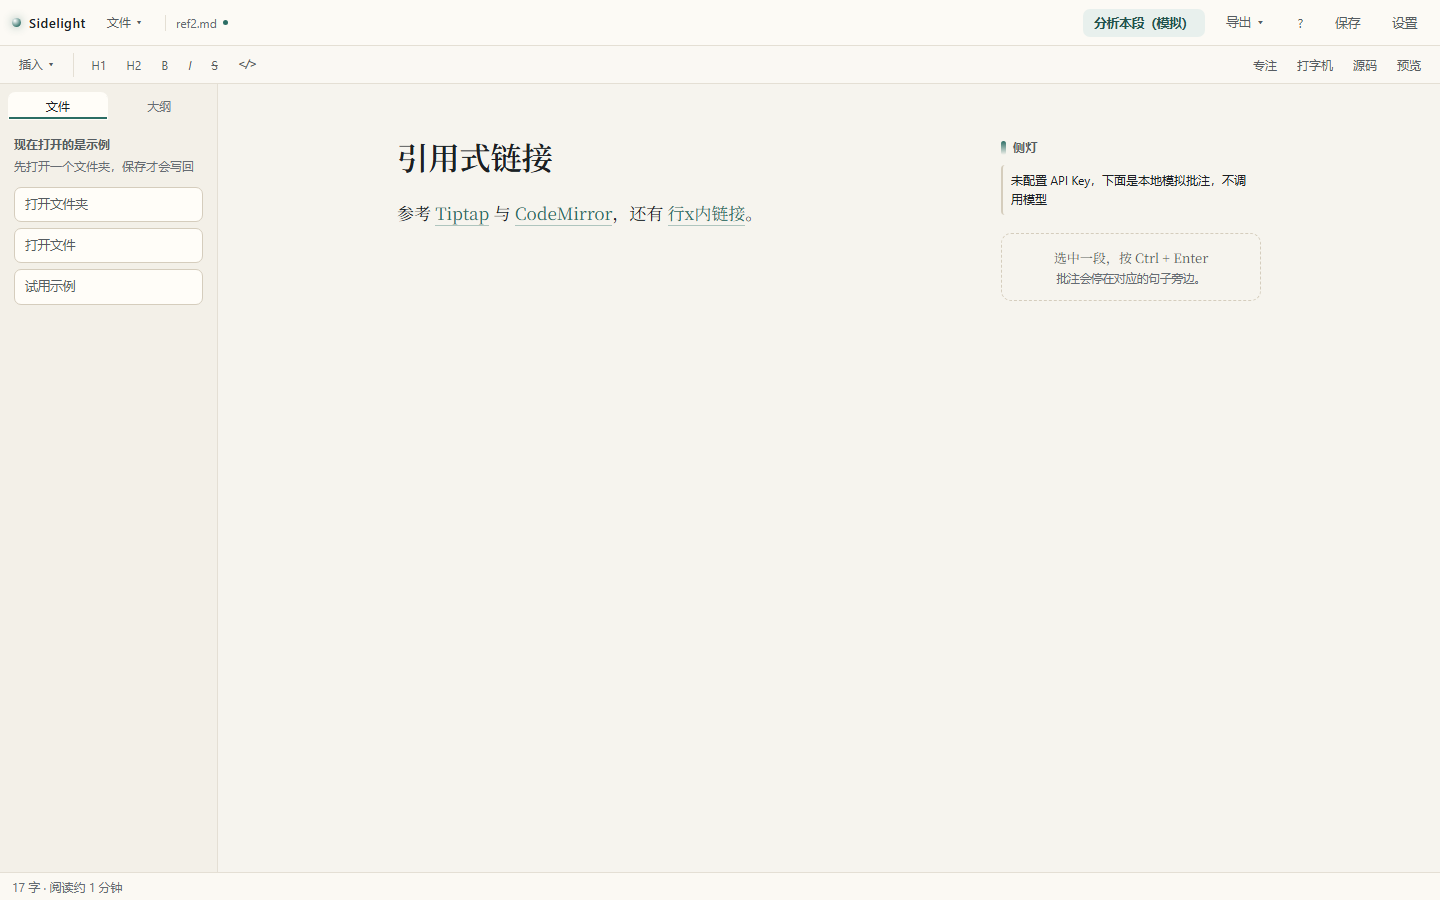 Sidelight 文件 ▾ ref2.md 分析本段（模拟） 导出 ▾ ? 保存 设置
插入 ▾ H1 H2 B I S </> 专注 打字机 源码 预览
文件 大纲
现在打开的是示例
先打开一个文件夹，保存才会写回
打开文件夹
打开文件
试用示例
引用式链接
参考 Tiptap 与 CodeMirror，还有 行x内链接。
侧灯
未配置 API Key，下面是本地模拟批注，不调
用模型
选中一段，按 Ctrl + Enter
批注会停在对应的句子旁边。
17 字 · 阅读约 1 分钟